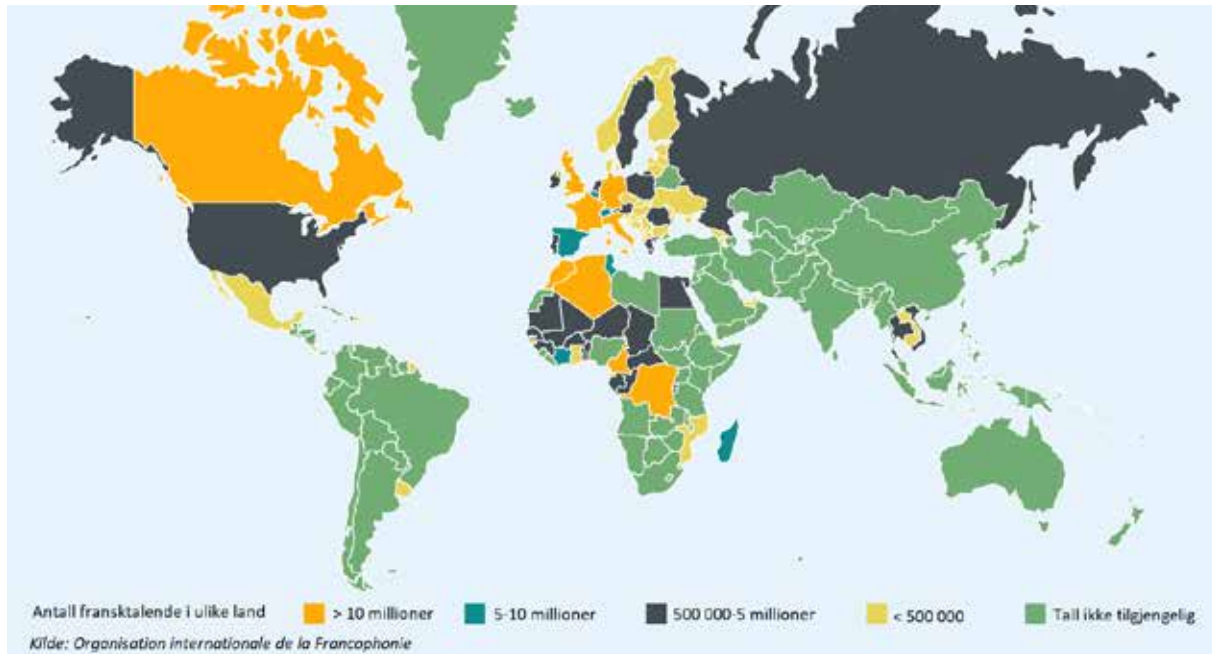 Antall fransktalende i ulike land > 10 millioner 5-10 millioner 500 000-5 millioner < 500 000 Tall ikke tilgjengelig
Kilde: Organisation internationale de la Francophonie